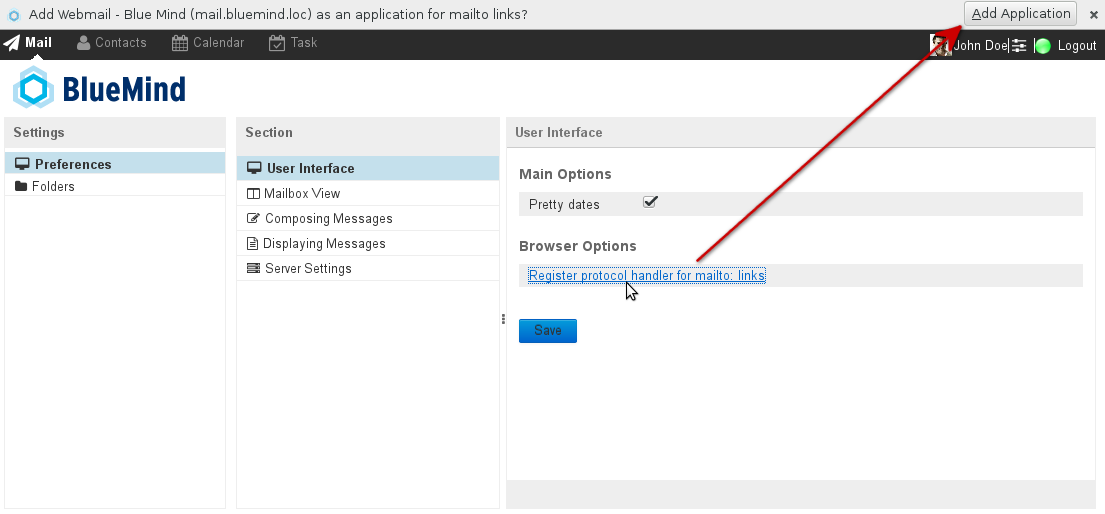 Add Webmail - Blue Mind (mail.bluemind.loc) as an application for mailto links? Add Application
Mail Contacts Calendar Task John Doe Logout
BlueMind
Settings
Preferences
Folders
Section
User Interface
Mailbox View
Composing Messages
Displaying Messages
Server Settings
User Interface
Main Options
Pretty dates
Browser Options
Register protocol handler for mailto: links
Save